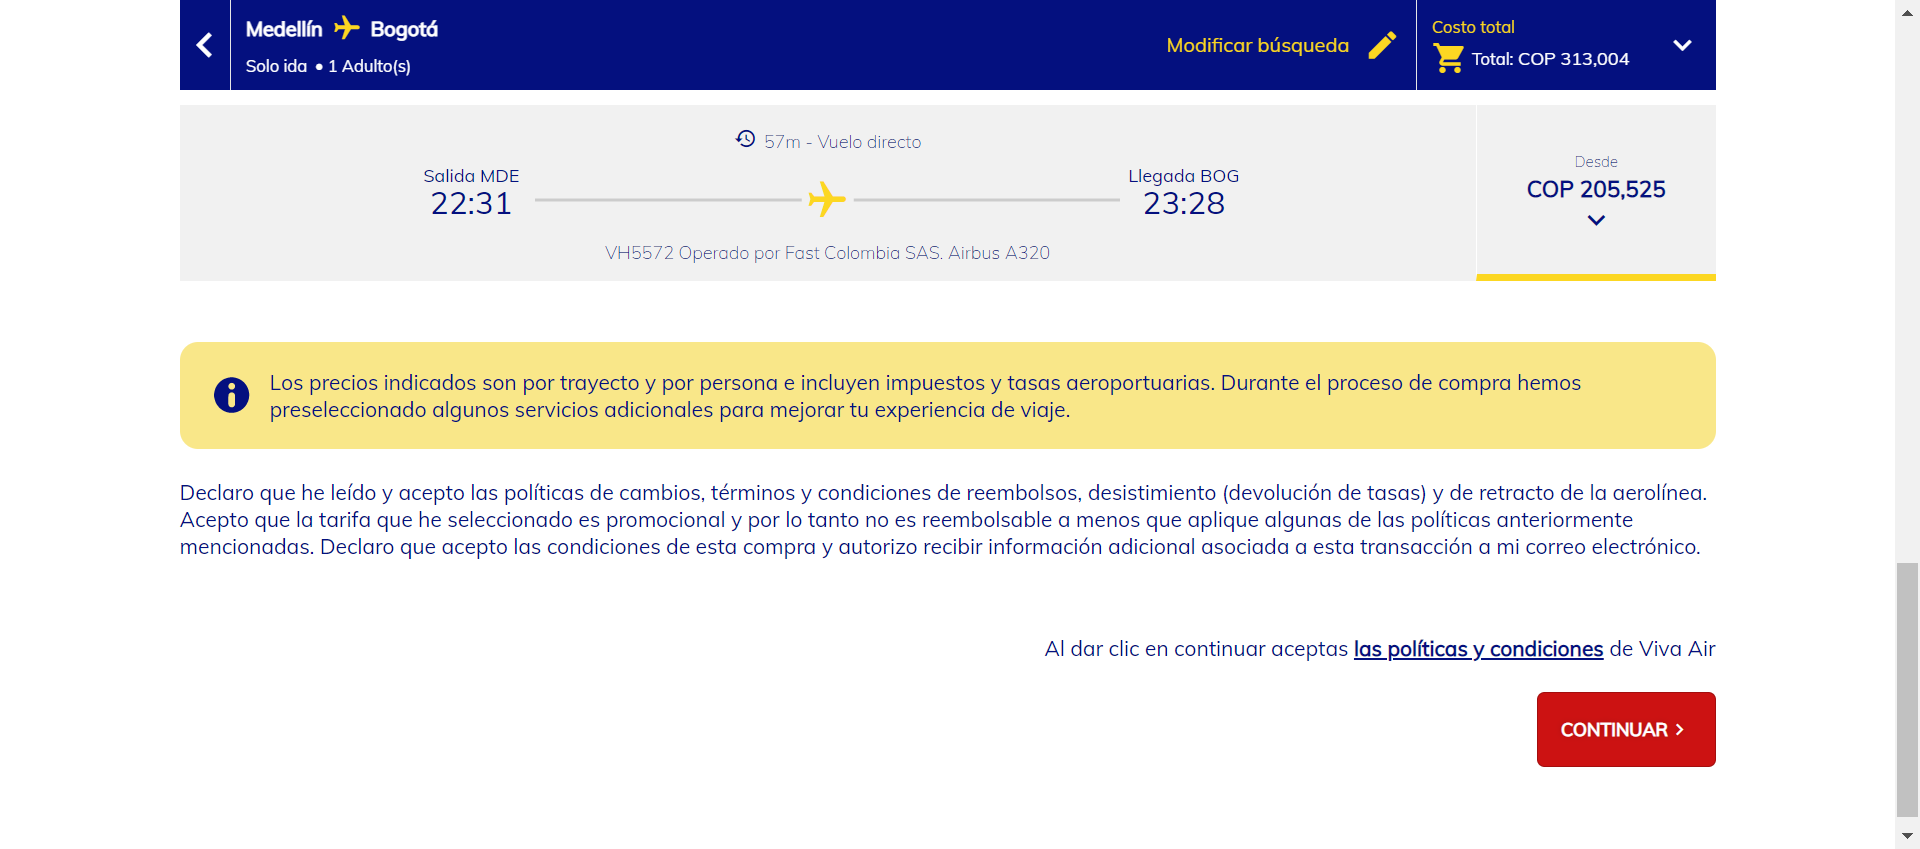 Medellín Bogotá
Solo ida • 1 Adulto(s)
Modificar búsqueda
Costo total
Total: COP 313,004
57m - Vuelo directo
Salida MDE
22:31
Llegada BOG
23:28
VH5572 Operado por Fast Colombia SAS. Airbus A320
Desde
COP 205,525
Los precios indicados son por trayecto y por persona e incluyen impuestos y tasas aeroportuarias. Durante el proceso de compra hemos
preseleccionado algunos servicios adicionales para mejorar tu experiencia de viaje.
Declaro que he leído y acepto las políticas de cambios, términos y condiciones de reembolsos, desistimiento (devolución de tasas) y de retracto de la aerolínea.
Acepto que la tarifa que he seleccionado es promocional y por lo tanto no es reembolsable a menos que aplique algunas de las políticas anteriormente
mencionadas. Declaro que acepto las condiciones de esta compra y autorizo recibir información adicional asociada a esta transacción a mi correo electrónico.
Al dar clic en continuar aceptas las políticas y condiciones de Viva Air
CONTINUAR